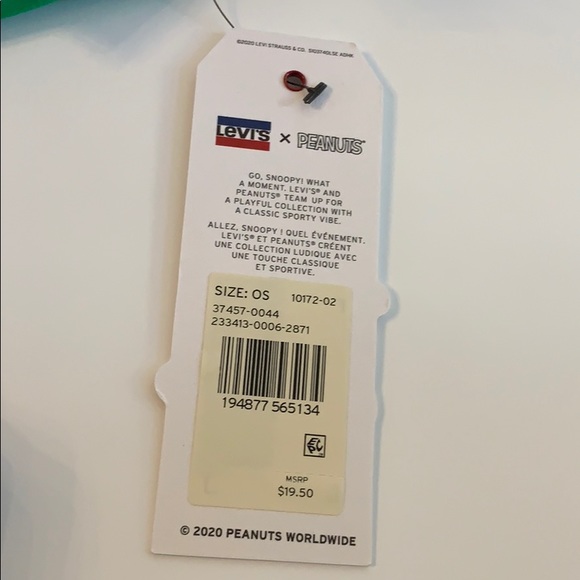 ©2020 LEVI STRAUSS & CO.
Levi's × PEANUTS
GO, SNOOPY! WHAT
A MOMENT. LEVI'S® AND
PEANUTS® TEAM UP FOR
A PLAYFUL COLLECTION WITH
A CLASSIC SPORTY VIBE.
ALLEZ, SNOOPY ! QUEL ÉVÉNEMENT.
LEVI'S® ET PEANUTS® CRÉENT
UNE COLLECTION LUDIQUE AVEC
UNE TOUCHE CLASSIQUE
ET SPORTIVE.
SIZE: OS 10172-02
37457-0044
233413-0006-2871
194877 565134
MSRP
$19.50
© 2020 PEANUTS WORLDWIDE